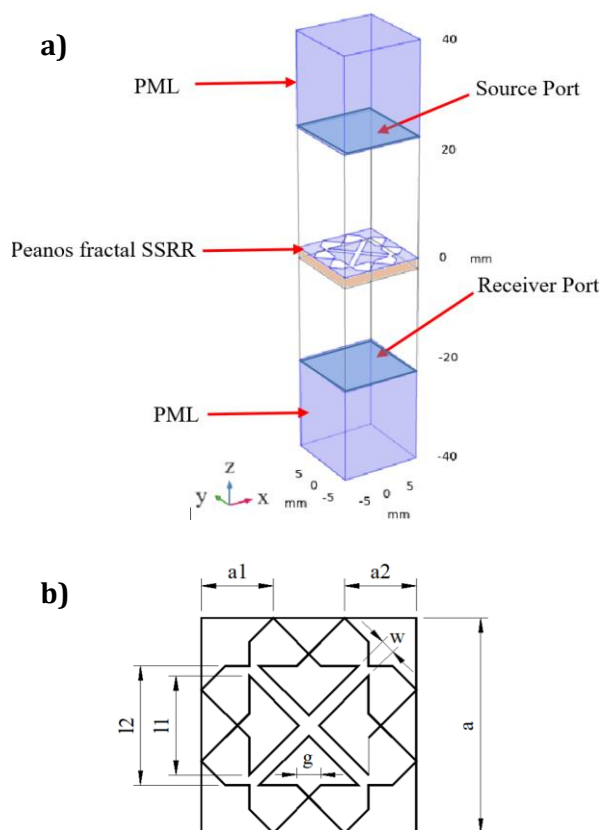 a)
PML
Source Port
40
20
Peanos fractal SSRR
0 mm
Receiver Port
-20
PML
-40
z
y
x
5
0
-5
mm
5
0
-5
mm
b)
a1
a2
w
l2
l1
g
a